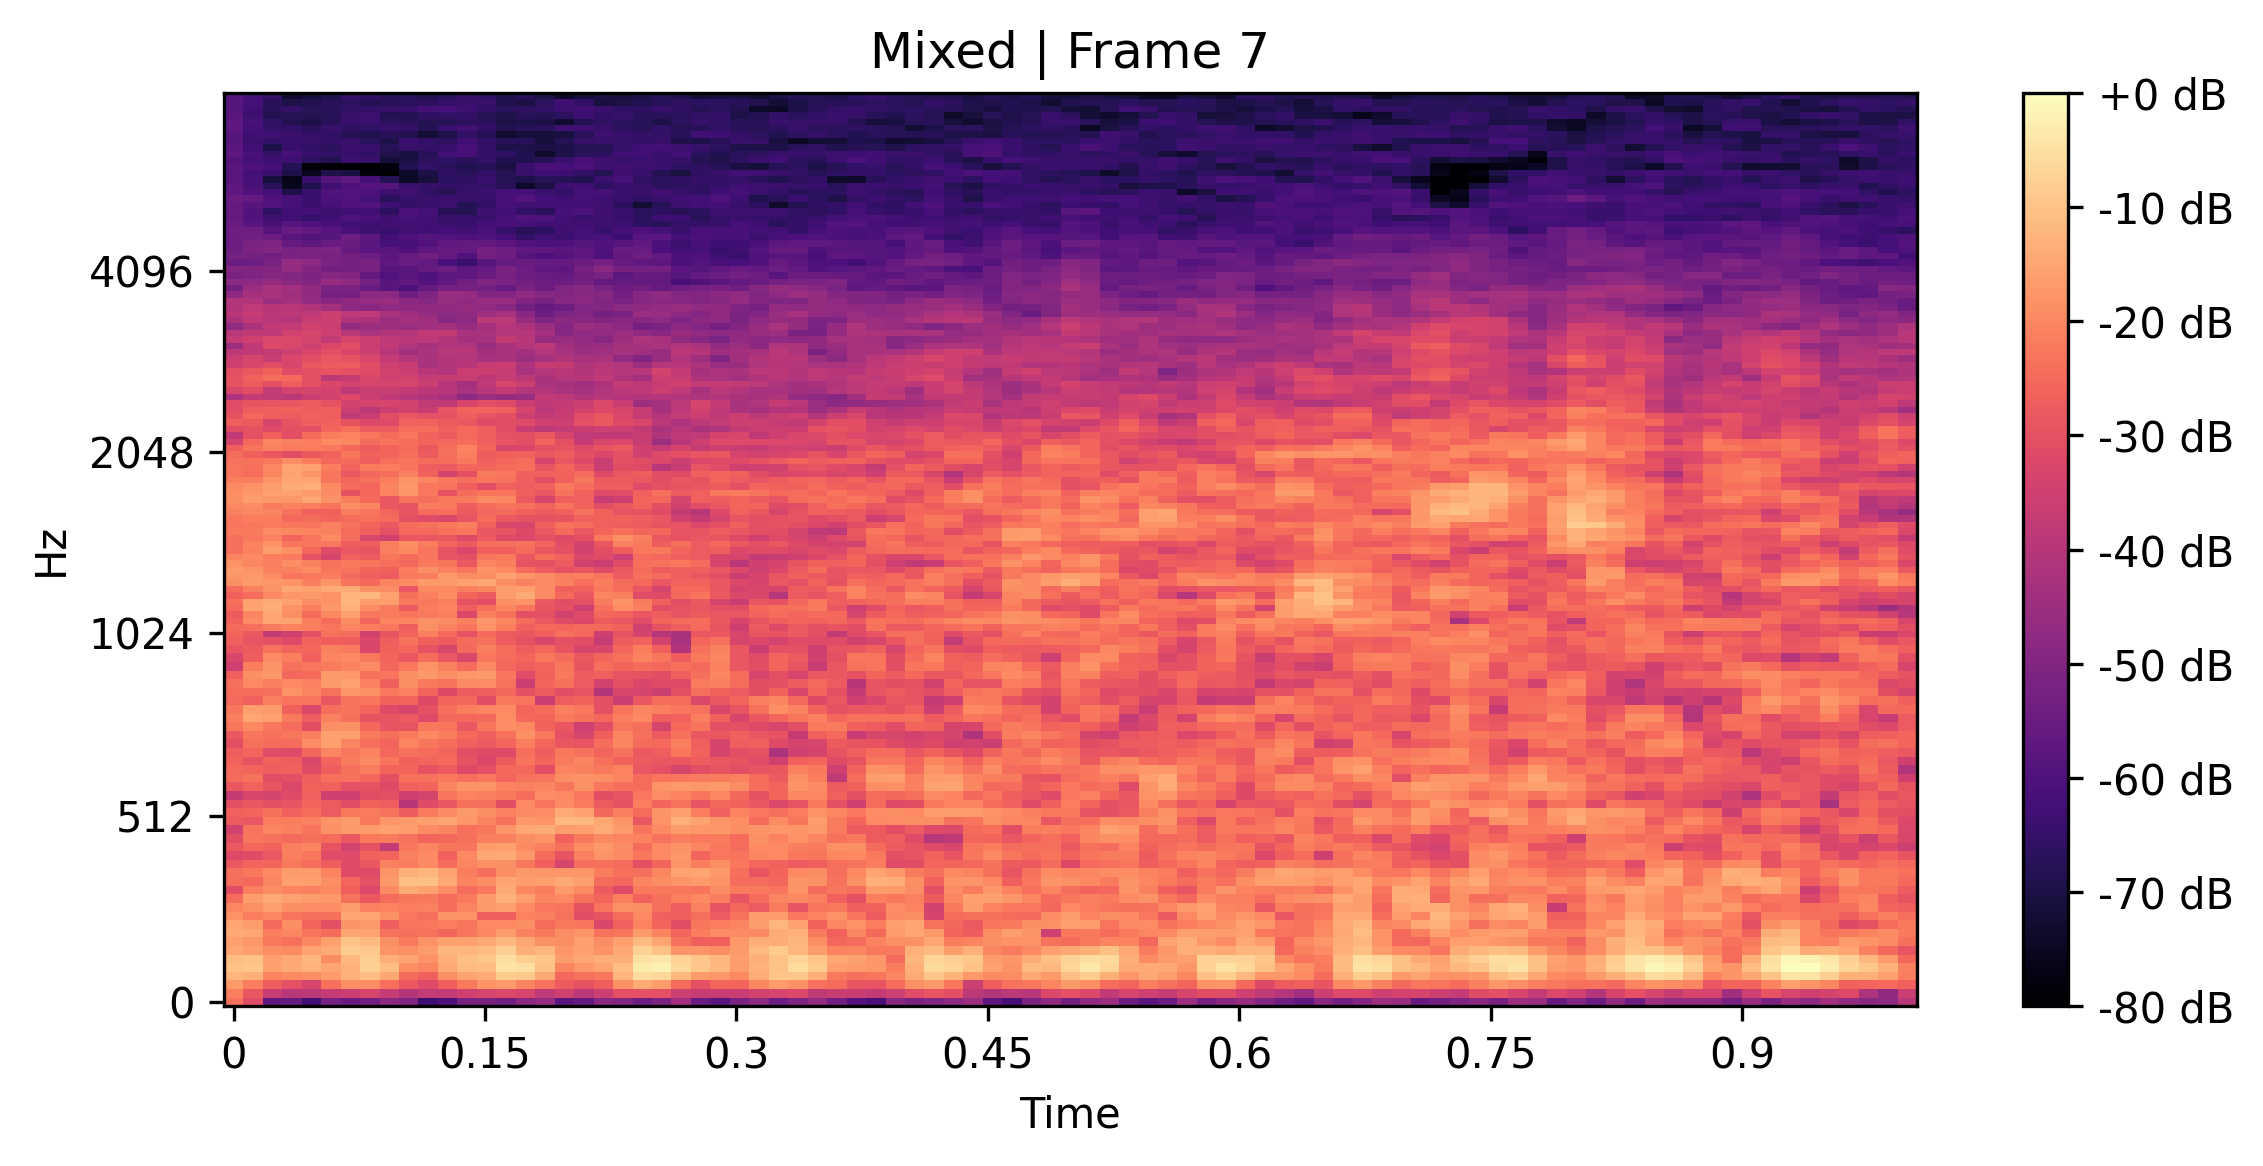 Mixed | Frame 7
+0 dB
-10 dB
-20 dB
-30 dB
-40 dB
-50 dB
-60 dB
-70 dB
-80 dB
Hz
4096
2048
1024
512
0
0 0.15 0.3 0.45 0.6 0.75 0.9
Time